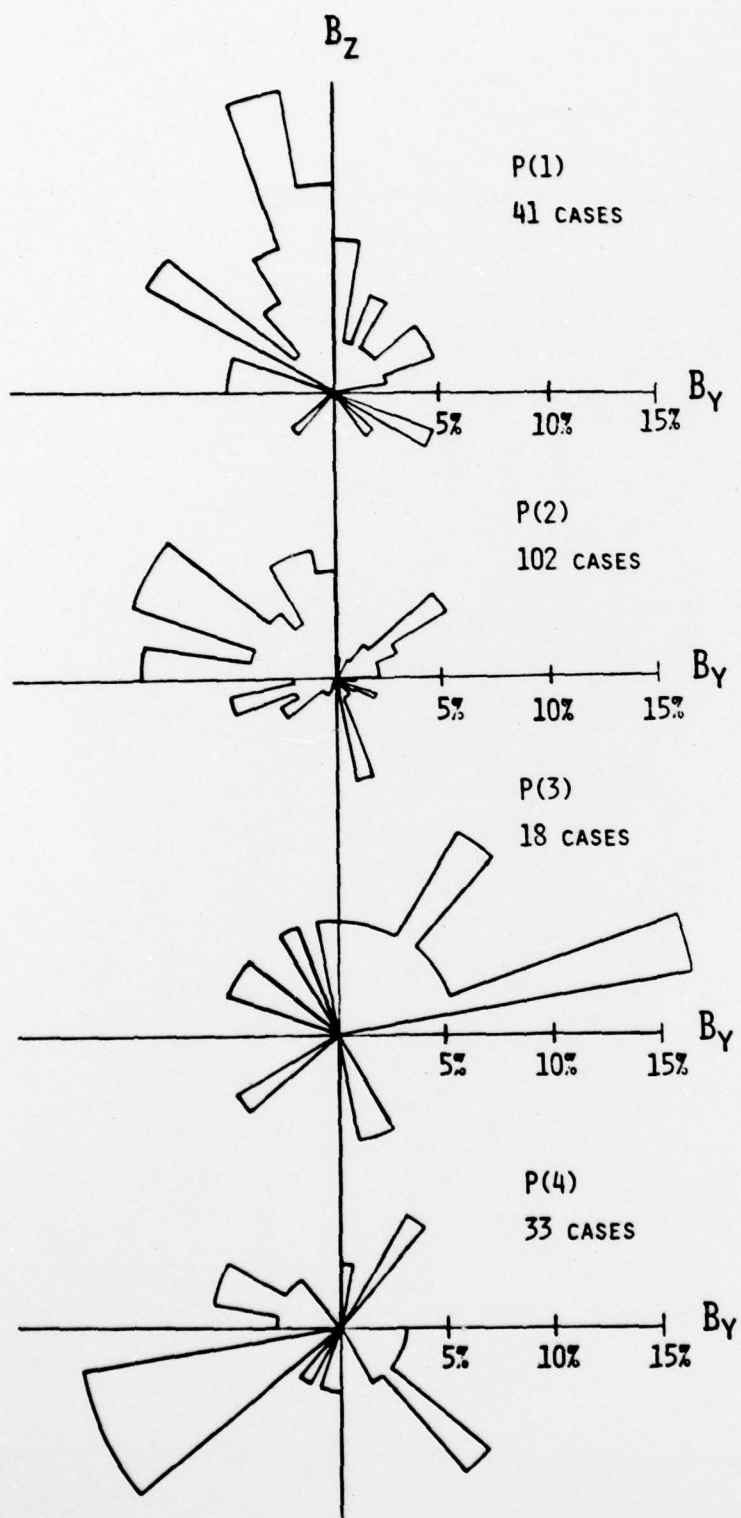 B_Z
P(1)
41 CASES
B_Y
5% 10% 15%
P(2)
102 CASES
B_Y
5% 10% 15%
P(3)
18 CASES
B_Y
5% 10% 15%
P(4)
33 CASES
B_Y
5% 10% 15%